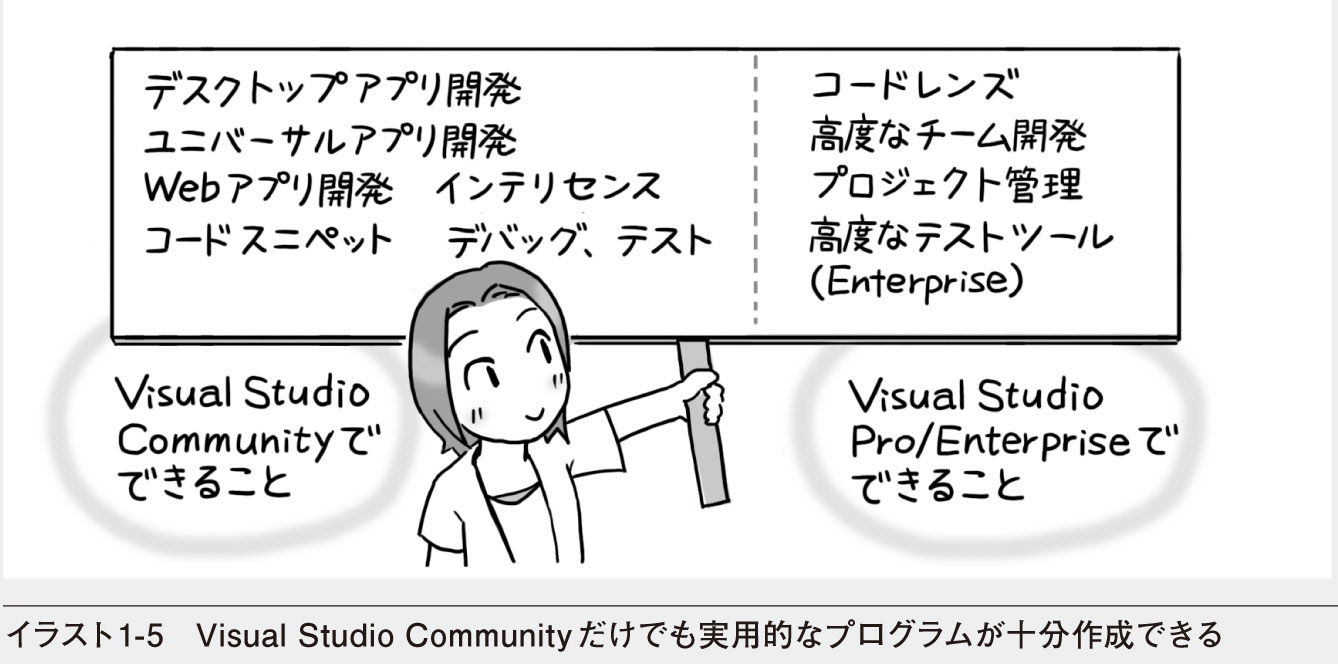 デスクトップアプリ開発
ユニバーサルアプリ開発
Webアプリ開発　インテリセンス
コードスニペット　デバッグ、テスト
コードレンズ
高度なチーム開発
プロジェクト管理
高度なテストツール
(Enterprise)
Visual Studio
Communityで
できること
Visual Studio
Pro/Enterpriseで
できること
イラスト1-5　Visual Studio Communityだけでも実用的なプログラムが十分作成できる